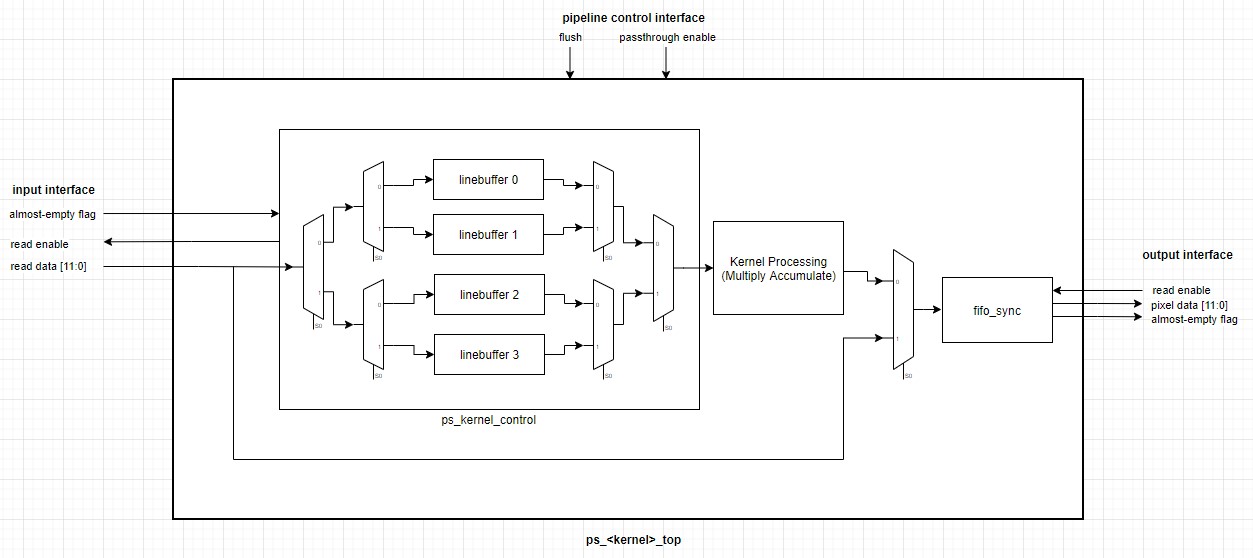 pipeline control interface
flush
passthrough enable
input interface
almost-empty flag
read enable
read data [11:0]
0
1
S0
0
1
S0
0
1
S0
linebuffer 0
linebuffer 1
linebuffer 2
linebuffer 3
0
1
S0
0
1
S0
0
1
S0
ps_kernel_control
Kernel Processing
(Multiply Accumulate)
0
1
S0
fifo_sync
output interface
read enable
pixel data [11:0]
almost-empty flag
ps_<kernel>_top